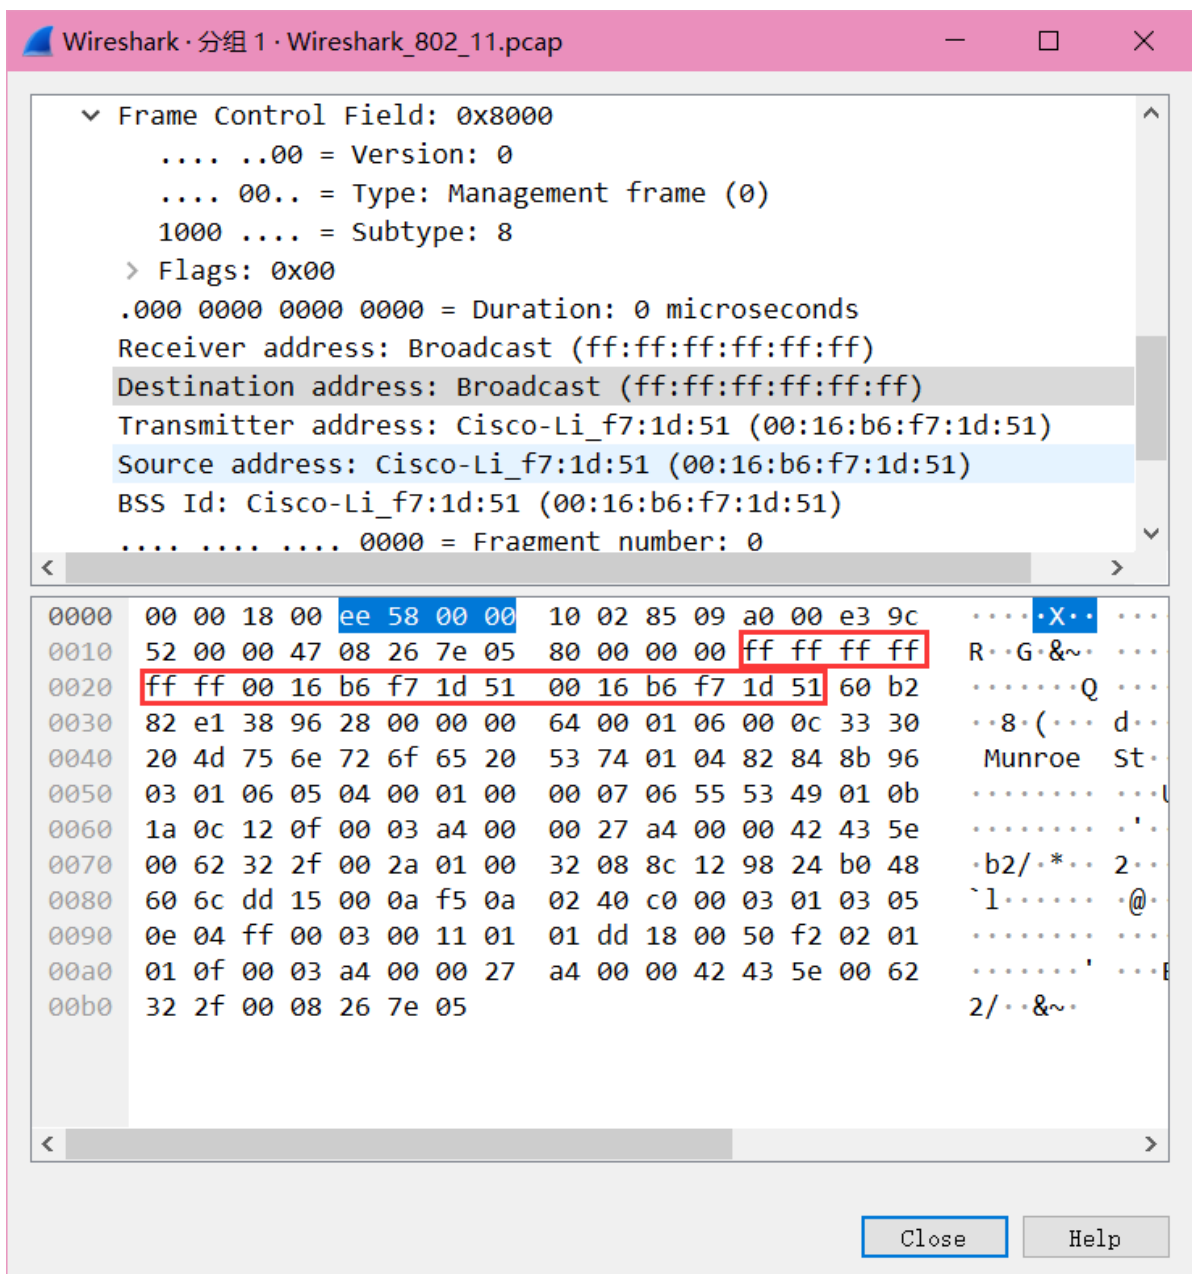 Wireshark · 分组 1 · Wireshark_802_11.pcap
Frame Control Field: 0x8000
.... ..00 = Version: 0
.... 00.. = Type: Management frame (0)
1000 .... = Subtype: 8
Flags: 0x00
.000 0000 0000 0000 = Duration: 0 microseconds
Receiver address: Broadcast (ff:ff:ff:ff:ff:ff)
Destination address: Broadcast (ff:ff:ff:ff:ff:ff)
Transmitter address: Cisco-Li_f7:1d:51 (00:16:b6:f7:1d:51)
Source address: Cisco-Li_f7:1d:51 (00:16:b6:f7:1d:51)
BSS Id: Cisco-Li_f7:1d:51 (00:16:b6:f7:1d:51)
.... .... .... 0000 = Fragment number: 0
0000 00 00 18 00 ee 58 00 00 10 02 85 09 a0 00 e3 9c ·····X·· ····
0010 52 00 00 47 08 26 7e 05 80 00 00 00 ff ff ff ff R··G·&~· ····
0020 ff ff 00 16 b6 f7 1d 51 00 16 b6 f7 1d 51 60 b2 ·······Q ····
0030 82 e1 38 96 28 00 00 00 64 00 01 06 00 0c 33 30 ··8·(··· d···
0040 20 4d 75 6e 72 6f 65 20 53 74 01 04 82 84 8b 96 Munroe St··
0050 03 01 06 05 04 00 01 00 00 07 06 55 53 49 01 0b ········ ···U
0060 1a 0c 12 0f 00 03 a4 00 00 27 a4 00 00 42 43 5e ········ ·'··
0070 00 62 32 2f 00 2a 01 00 32 08 8c 12 98 24 b0 48 ·b2/·*·· 2···
0080 60 6c dd 15 00 0a f5 0a 02 40 c0 00 03 01 03 05 `l······ ·@··
0090 0e 04 ff 00 03 00 11 01 01 dd 18 00 50 f2 02 01 ········ ····
00a0 01 0f 00 03 a4 00 00 27 a4 00 00 42 43 5e 00 62 ·······' ···B
00b0 32 2f 00 08 26 7e 05 2/··&~·
Close
Help